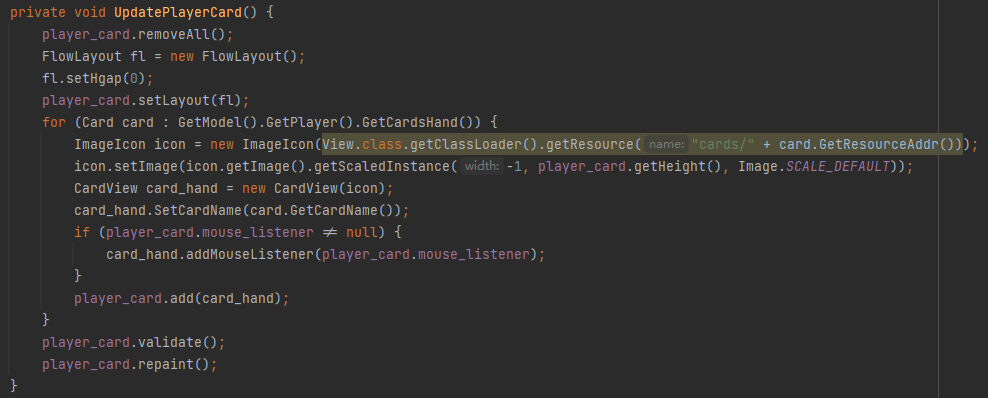 private void UpdatePlayerCard() {
player_card.removeAll();
FlowLayout fl = new FlowLayout();
fl.setHgap(0);
player_card.setLayout(fl);
for (Card card : GetModel().GetPlayer().GetCardsHand()) {
ImageIcon icon = new ImageIcon(View.class.getClassLoader().getResource( name: "cards/" + card.GetResourceAddr()));
icon.setImage(icon.getImage().getScaledInstance( width: -1, player_card.getHeight(), Image.SCALE_DEFAULT));
CardView card_hand = new CardView(icon);
card_hand.SetCardName(card.GetCardName());
if (player_card.mouse_listener ≠ null) {
card_hand.addMouseListener(player_card.mouse_listener);
}
player_card.add(card_hand);
}
player_card.validate();
player_card.repaint();
}